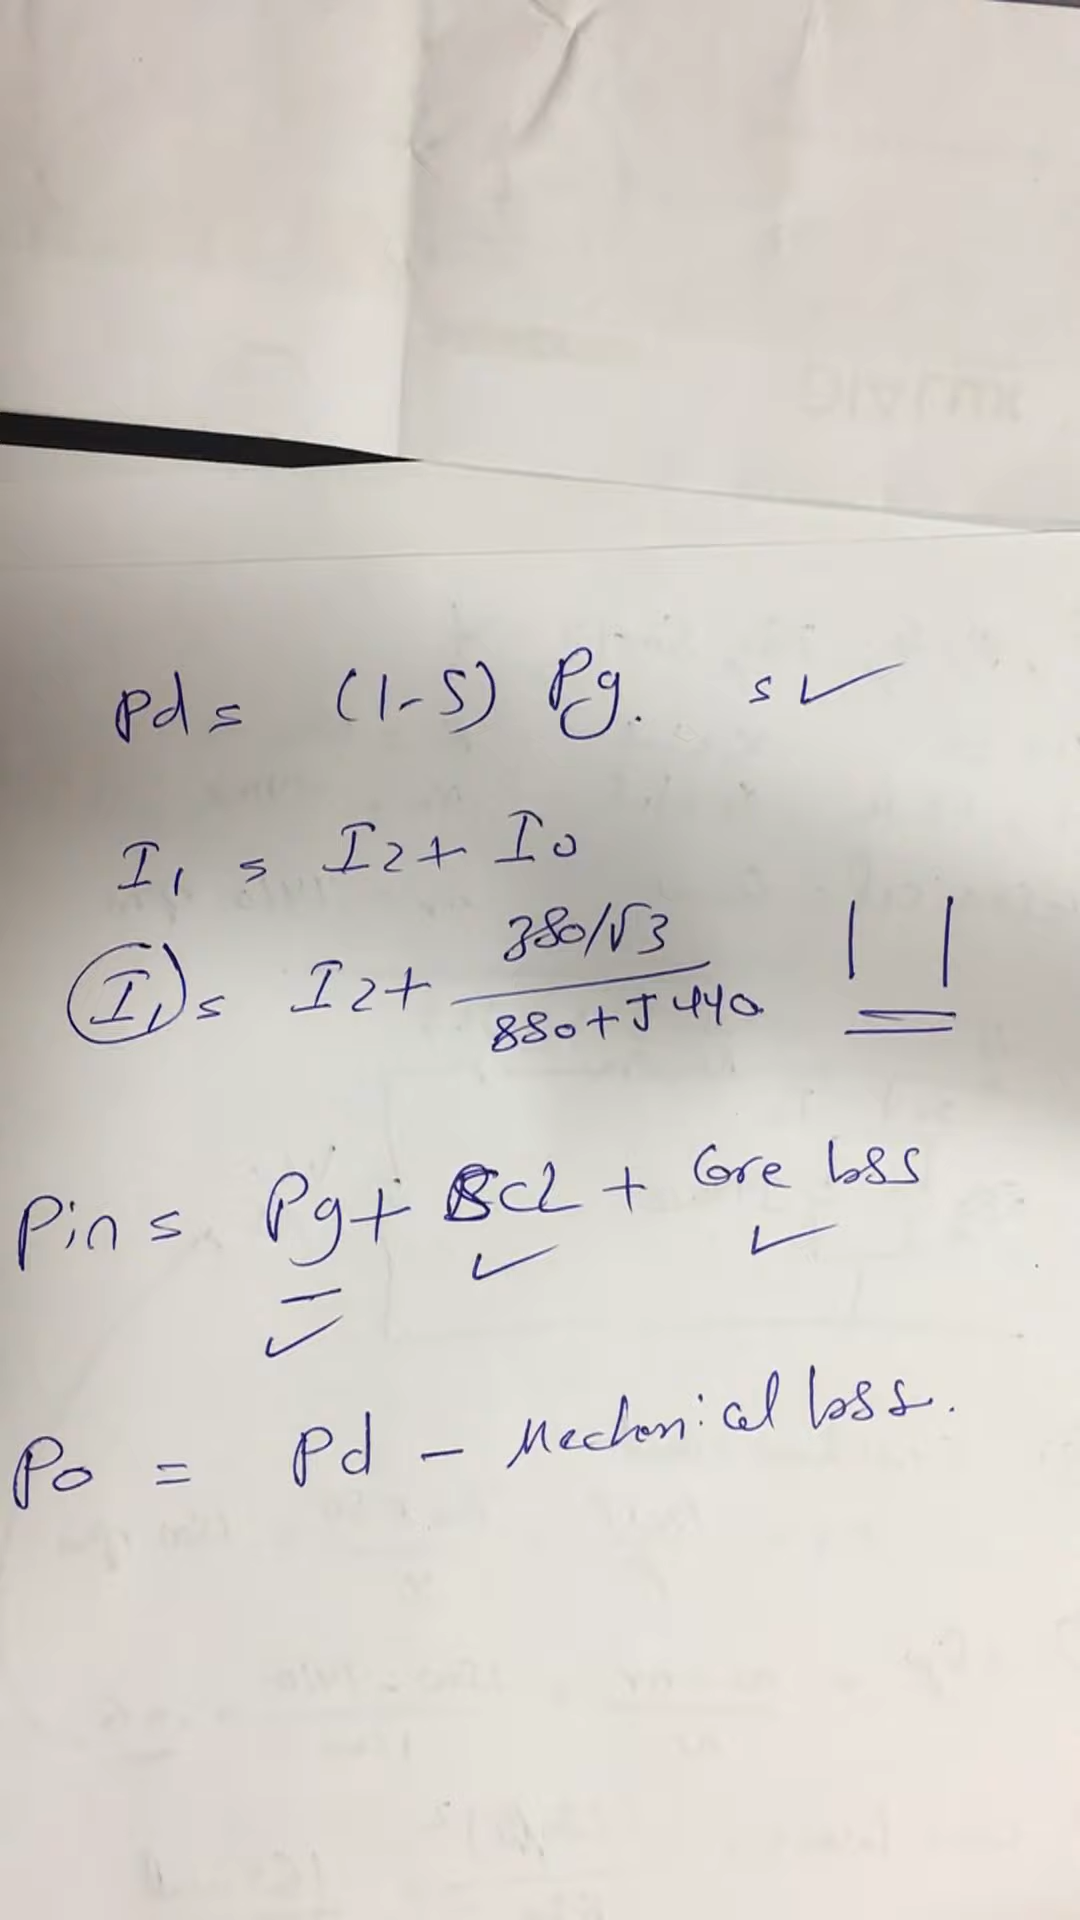 Pd = (1-S) Pg. S ✓
I1 = I2 + I0
I1 = I2 + 380/√3 / 880 + J 440 | |
Pin = Pg + SCL + Core loss
Po = Pd - Mechanical loss.